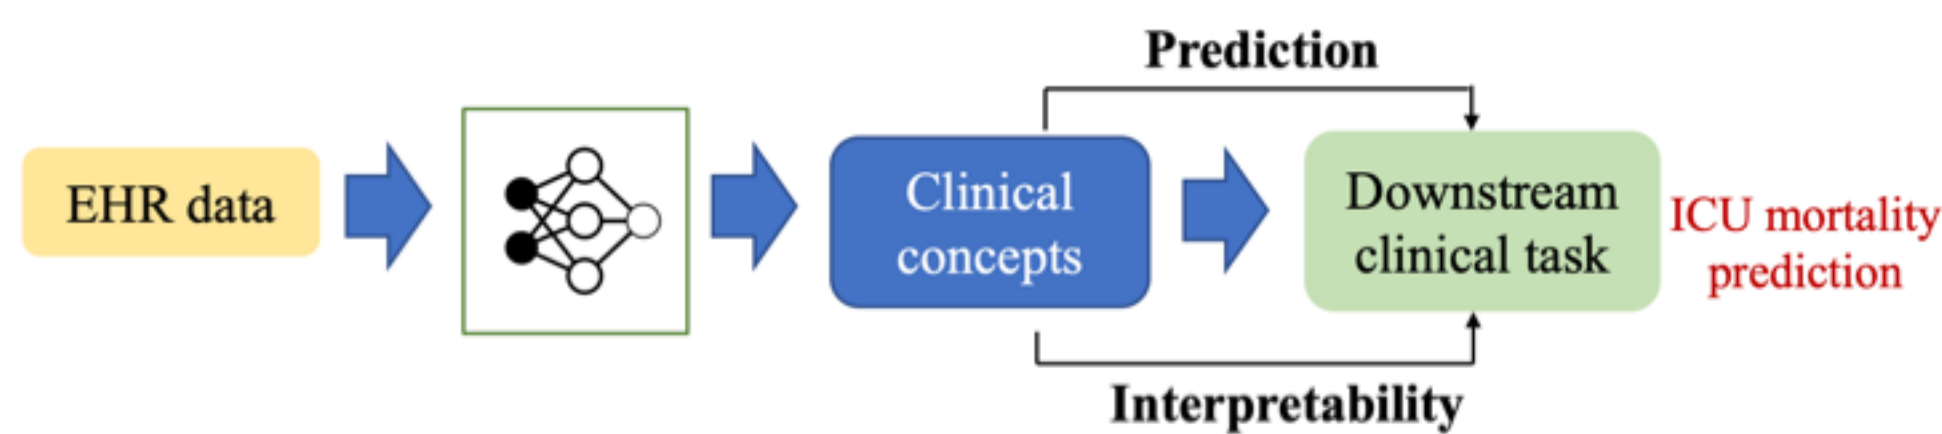 Prediction
EHR data
Clinical
concepts
Downstream
clinical task
ICU mortality
prediction
Interpretability